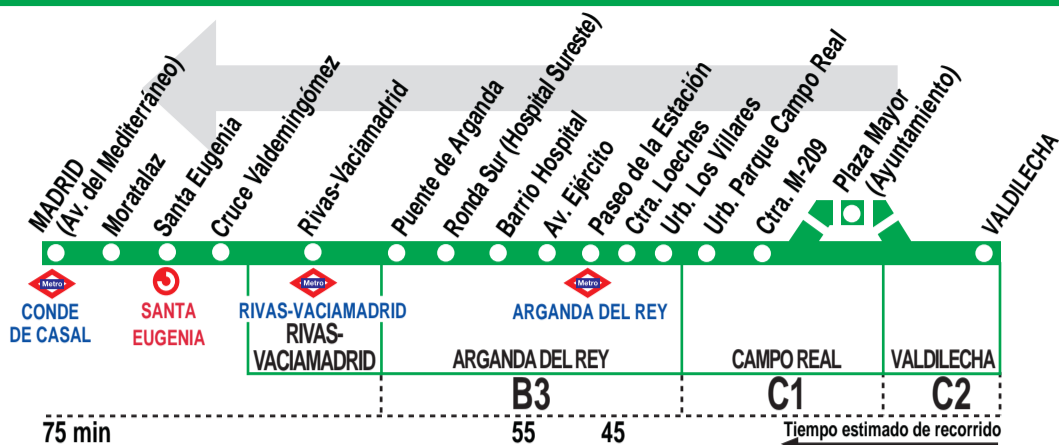 MADRID
(Av. del Mediterráneo)
Moratalaz
Santa Eugenia
Cruce Valdemingómez
Rivas-Vaciamadrid
Puente de Arganda
Ronda Sur (Hospital Sureste)
Barrio Hospital
Av. Ejército
Paseo de la Estación
Ctra. Loeches
Urb. Los Villares
Urb. Parque Campo Real
Ctra. M-209
Plaza Mayor
(Ayuntamiento)
VALDILECHA
Metro
CONDE
DE CASAL
SANTA
EUGENIA
Metro
RIVAS-VACIAMADRID
Metro
ARGANDA DEL REY
RIVAS-
VACIAMADRID
ARGANDA DEL REY
CAMPO REAL
VALDILECHA
B3
C1
C2
75 min
55
45
Tiempo estimado de recorrido